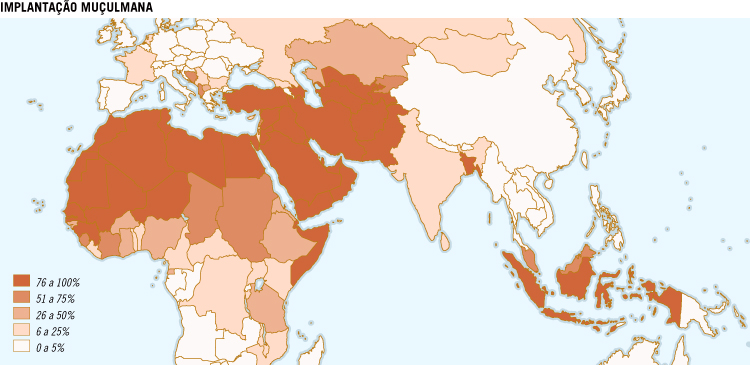 IMPLANTAÇÃO MUÇULMANA
76 a 100%
51 a 75%
26 a 50%
6 a 25%
0 a 5%